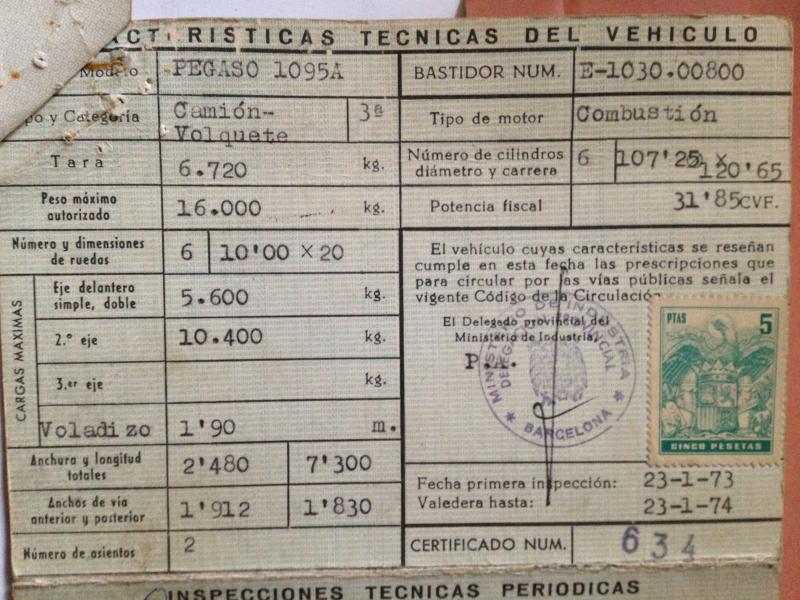 ACTERISTICAS TECNICAS DEL VEHICULO
Modelo PEGASO 1095A
BASTIDOR NUM. E-1030.00800
po y Categoría Camión-
Volquete 3ª
Tipo de motor Combustión
Tara 6.720 kg.
Número de cilindros
diámetro y carrera 6 107'25 x
120'65
Peso máximo
autorizado 16.000 kg.
Potencia fiscal 31'85 CVF.
Número y dimensiones
de ruedas 6 10'00 x 20
CARGAS MAXIMAS
Eje delantero
simple, doble 5.600 kg.
2.º eje 10.400 kg.
3.er eje kg.
Voladizo 1'90 m.
Anchura y longitud
totales 2'480 7'300
Anchos de vía
anterior y posterior 1'912 1'830
Número de asientos 2
El vehículo cuyas características se reseñan
cumple en esta fecha las prescripciones que
para circular por las vías públicas señala el
vigente Código de la Circulación
El Delegado provincial del
Ministerio de Industria,
P.A.
MINISTERIO DE INDUSTRIA
DELEGACIO PROVINCIAL
* BARCELONA *
PTAS 5
CINCO PESETAS
Fecha primera inspección: 23-1-73
Valedera hasta: 23-1-74
CERTIFICADO NUM. 634
INSPECCIONES TECNICAS PERIODICAS